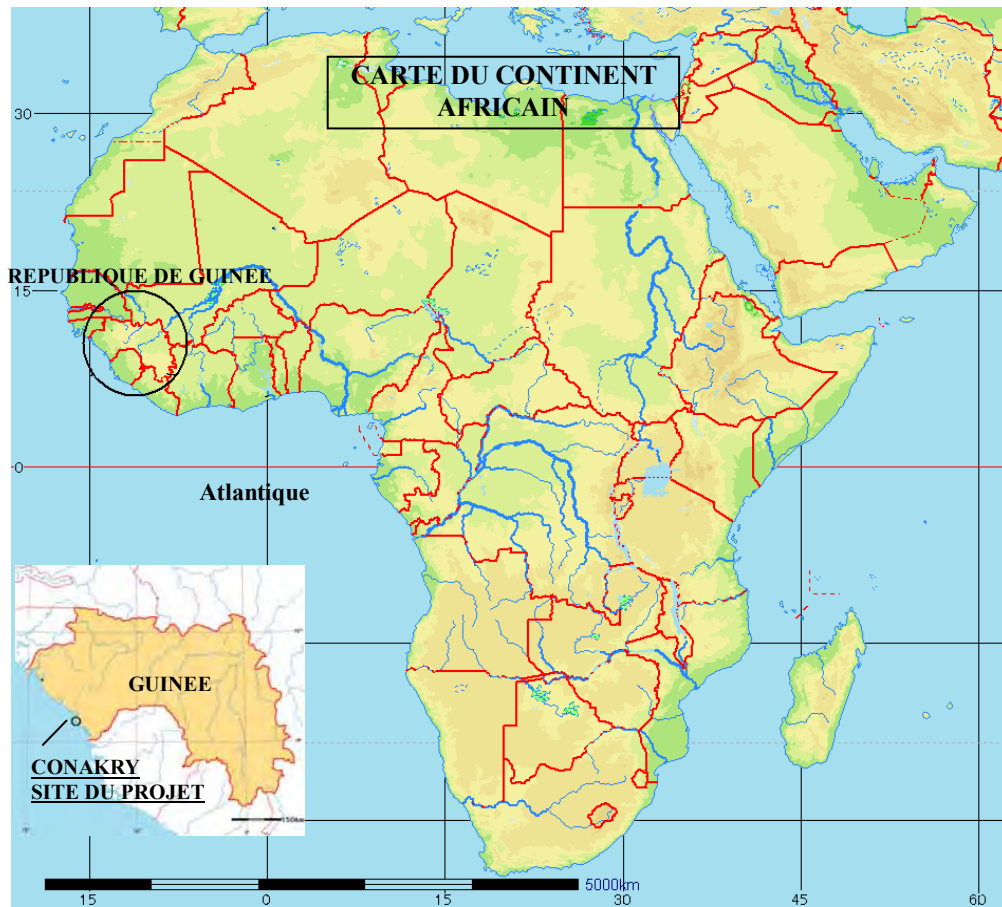 CARTE DU CONTINENT
AFRICAIN
30
REPUBLIQUE DE GUINEE
15
0
Atlantique
GUINEE
CONAKRY
SITE DU PROJET
150km
5000km
15
0
15
30
45
60